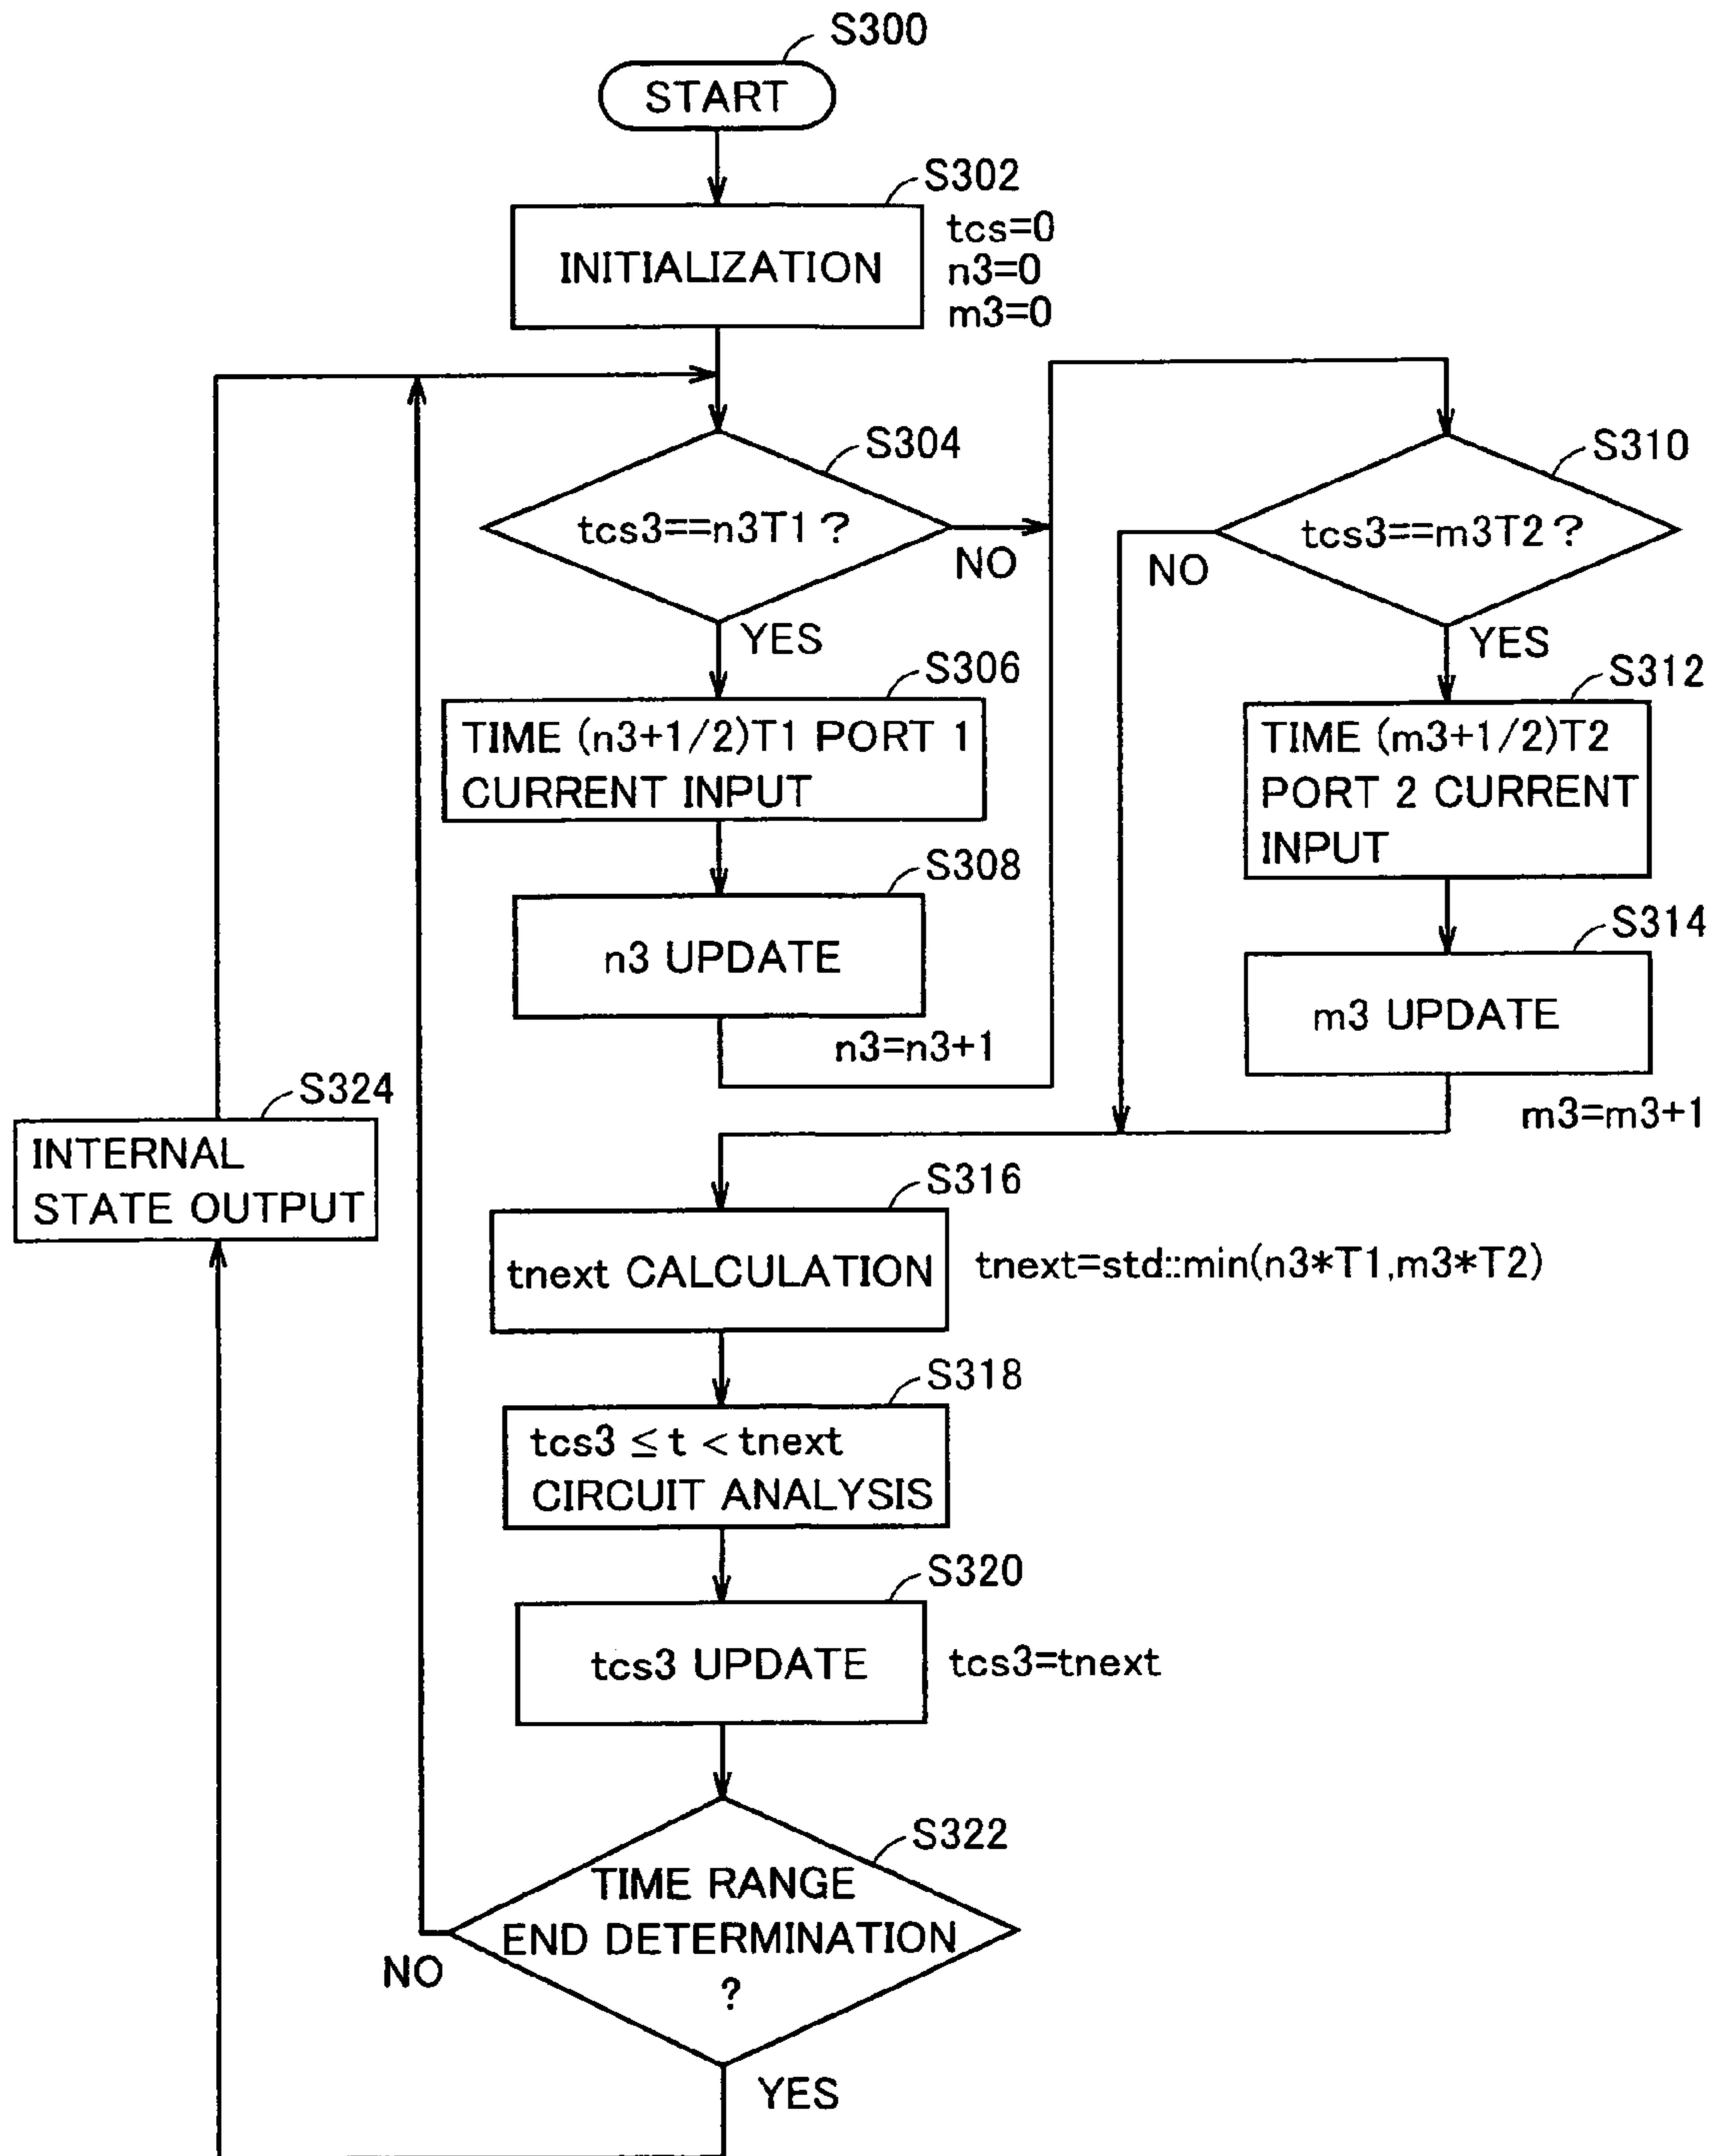 S300
START
S302
INITIALIZATION
tcs=0
n3=0
m3=0
S304
tcs3==n3T1?
NO
YES
S306
TIME (n3+1/2)T1 PORT 1
CURRENT INPUT
S308
n3 UPDATE
n3=n3+1
S310
tcs3==m3T2?
NO
YES
S312
TIME (m3+1/2)T2
PORT 2 CURRENT
INPUT
S314
m3 UPDATE
m3=m3+1
S324
INTERNAL
STATE OUTPUT
S316
tnext CALCULATION
tnext=std::min(n3*T1,m3*T2)
S318
tcs3 ≤ t < tnext
CIRCUIT ANALYSIS
S320
tcs3 UPDATE
tcs3=tnext
S322
TIME RANGE
END DETERMINATION
?
NO
YES